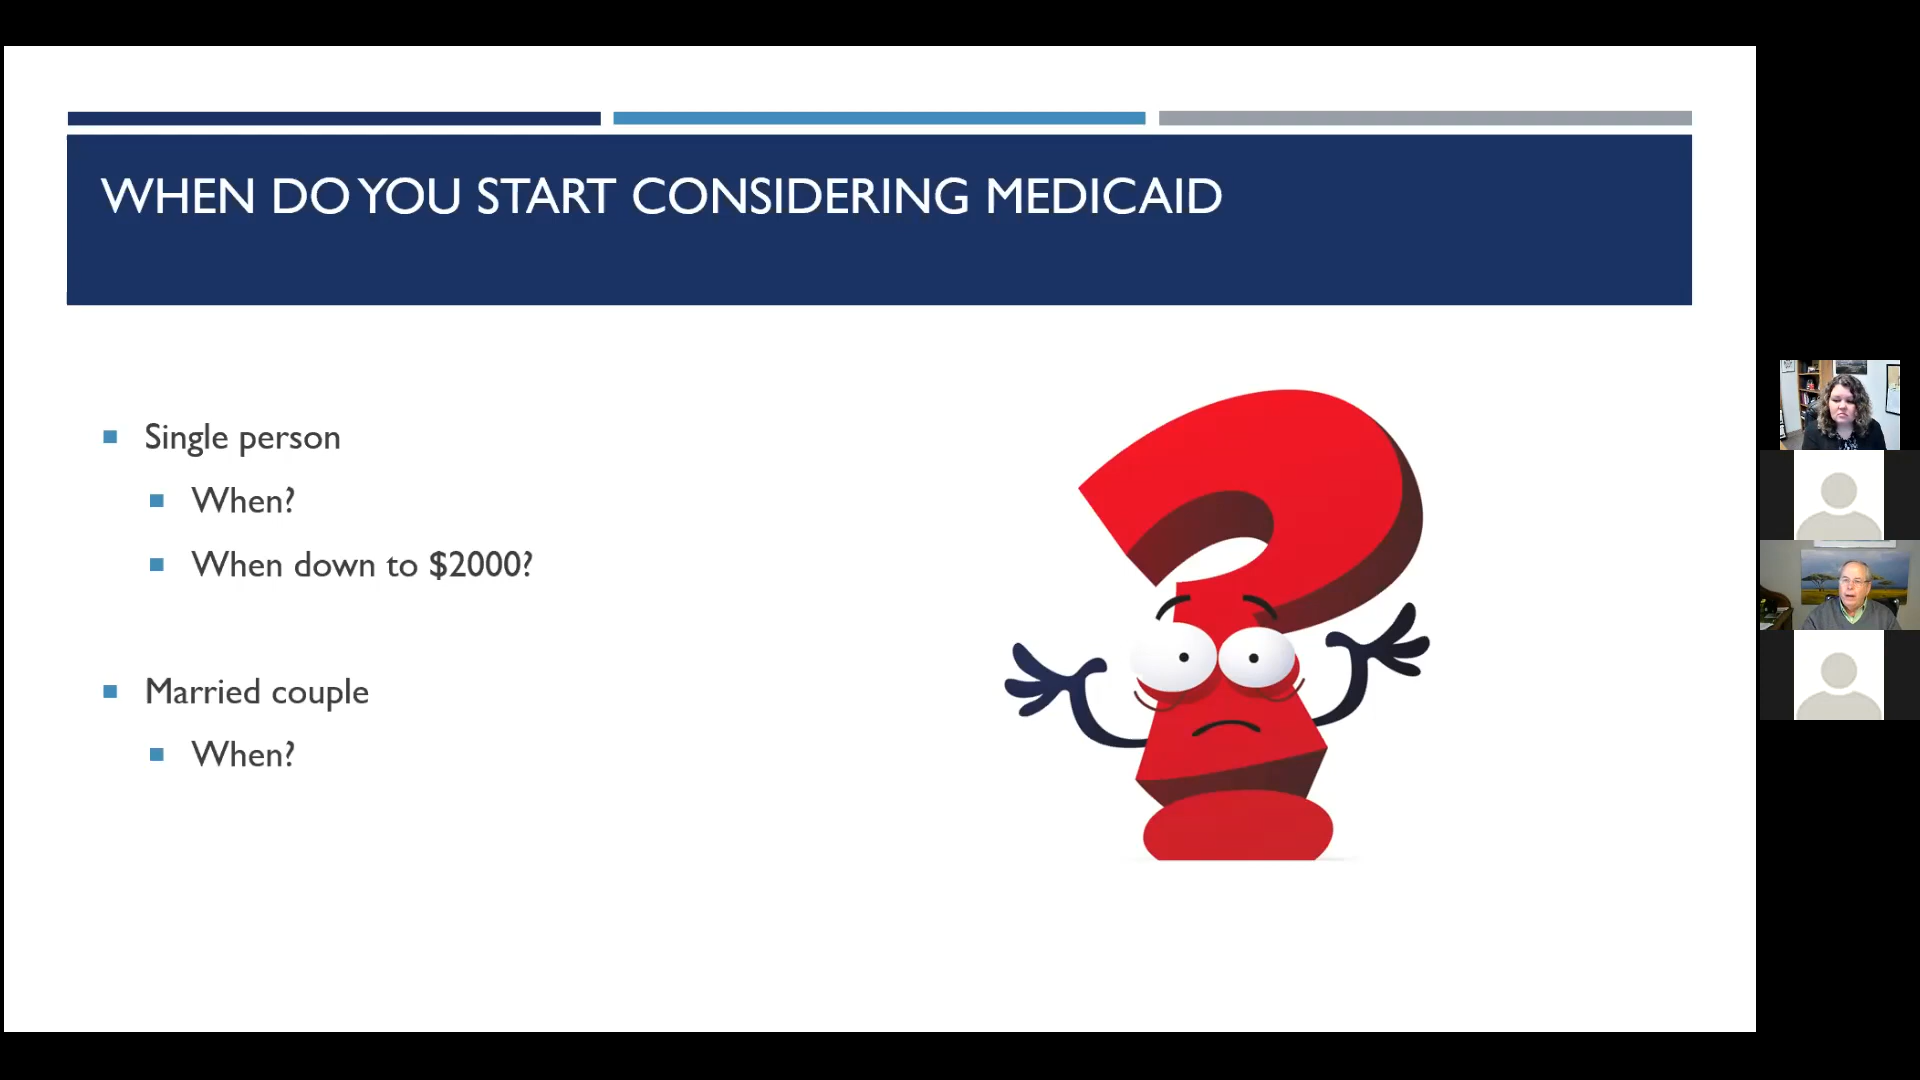 WHEN DO YOU START CONSIDERING MEDICAID
Single person
When?
When down to $2000?
Married couple
When?